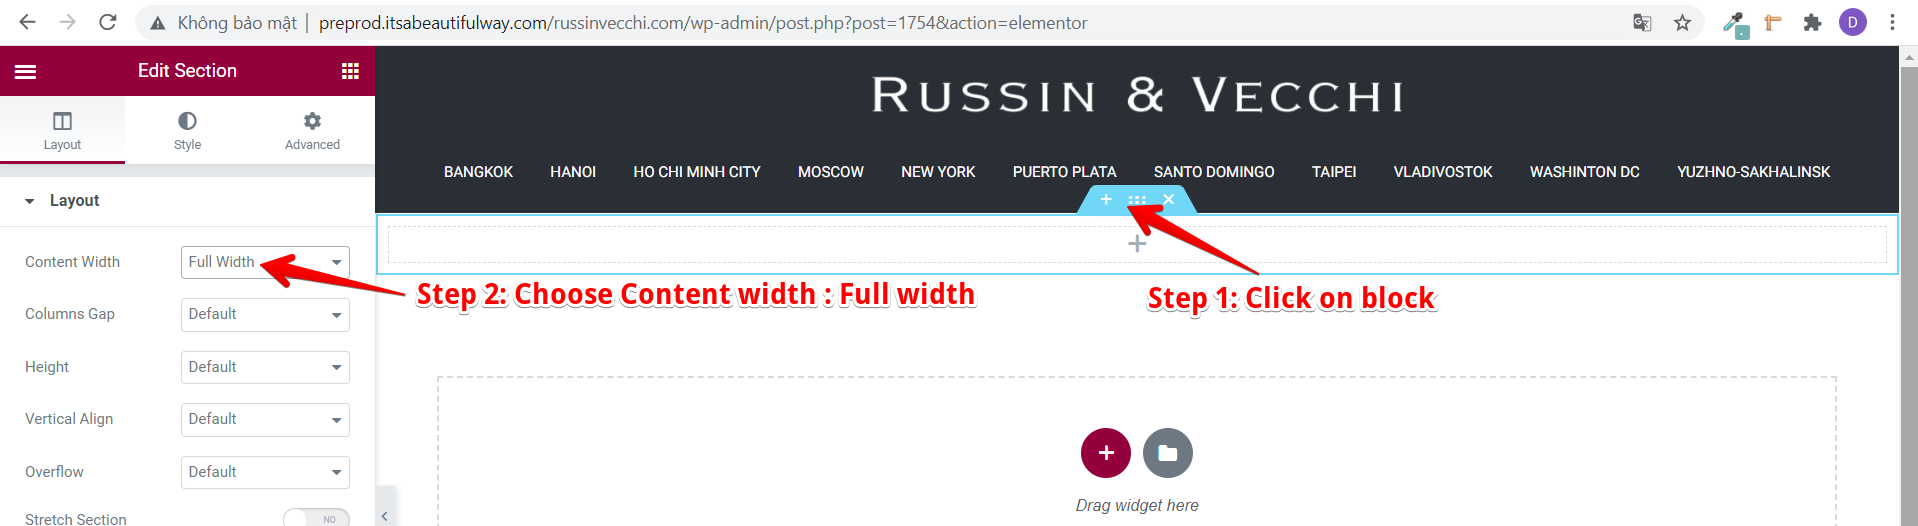 Không bảo mật | preprod.itsabeautifulway.com/russinvecchi.com/wp-admin/post.php?post=1754&action=elementor
D
Edit Section
Layout
Style
Advanced
Layout
Content Width
Full Width
Columns Gap
Default
Height
Default
Vertical Align
Default
Overflow
Default
Stretch Section
NO
RUSSIN & VECCHI
BANGKOK HANOI HO CHI MINH CITY MOSCOW NEW YORK PUERTO PLATA SANTO DOMINGO TAIPEI VLADIVOSTOK WASHINTON DC YUZHNO-SAKHALINSK
Step 2: Choose Content width : Full width
Step 1: Click on block
Drag widget here